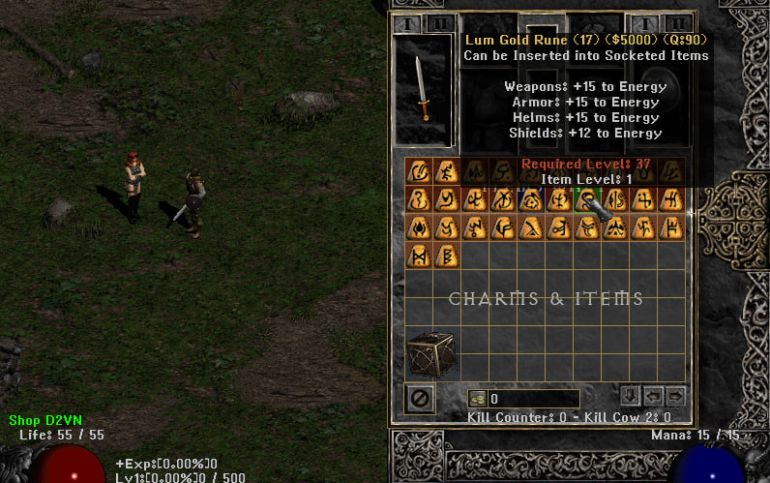 I II I II
Lum Gold Rune (17) ($5000) (Q:90)
Can be Inserted into Socketed Items
Weapons: +15 to Energy
Armor: +15 to Energy
Helms: +15 to Energy
Shields: +12 to Energy
Required Level: 37
Item Level: 1
CHARMS & ITEMS
0
Kill Counter: 0 - Kill Cow 2: 0
Shop D2VN
Life: 55 / 55
Mana: 15 / 15
+Exp:[0.00%]0
Lv1:[0.00%]0 / 500